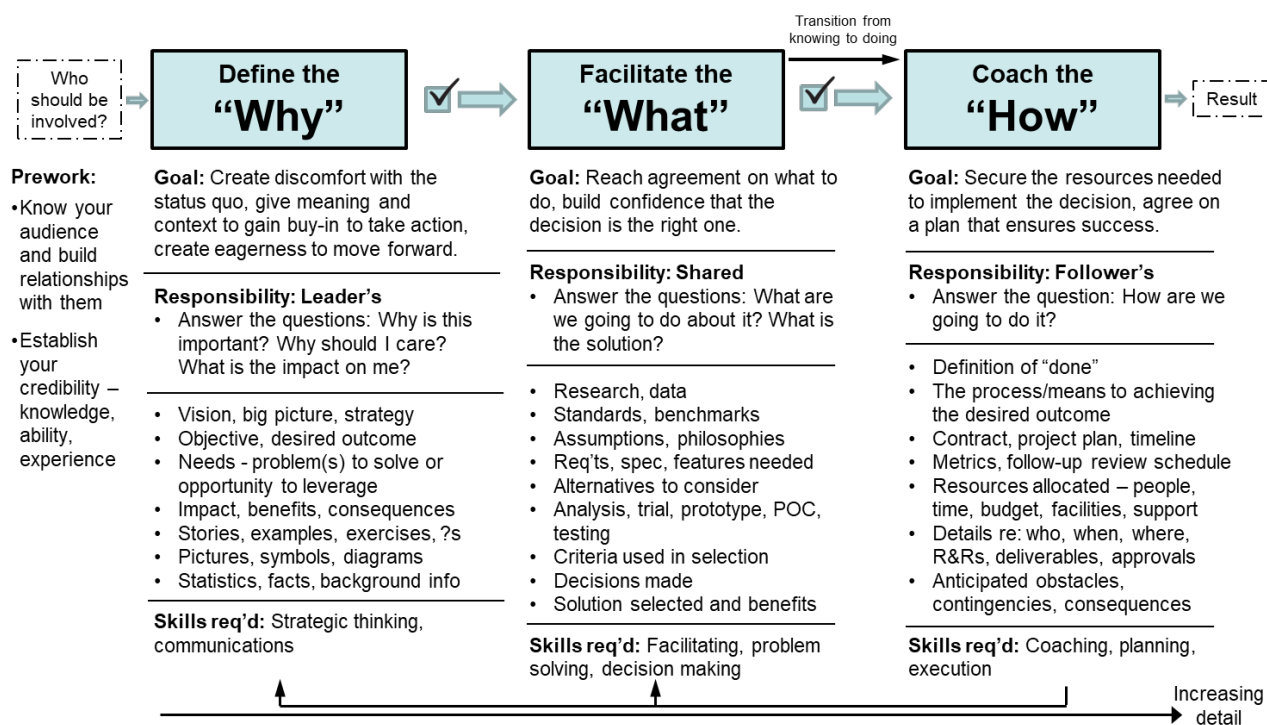 Transition from
knowing to doing
Who
should be
involved?
Define the
“Why”
Facilitate the
“What”
Coach the
“How”
Result
Prework:
•Know your
audience
and build
relationships
with them
•Establish
your
credibility –
knowledge,
ability,
experience
Goal: Create discomfort with the
status quo, give meaning and
context to gain buy-in to take action,
create eagerness to move forward.
Responsibility: Leader’s
• Answer the questions: Why is this
important? Why should I care?
What is the impact on me?
• Vision, big picture, strategy
• Objective, desired outcome
• Needs - problem(s) to solve or
opportunity to leverage
• Impact, benefits, consequences
• Stories, examples, exercises, ?s
• Pictures, symbols, diagrams
• Statistics, facts, background info
Skills req’d: Strategic thinking,
communications
Goal: Reach agreement on what to
do, build confidence that the
decision is the right one.
Responsibility: Shared
• Answer the questions: What are
we going to do about it? What is
the solution?
• Research, data
• Standards, benchmarks
• Assumptions, philosophies
• Req’ts, spec, features needed
• Alternatives to consider
• Analysis, trial, prototype, POC,
testing
• Criteria used in selection
• Decisions made
• Solution selected and benefits
Skills req’d: Facilitating, problem
solving, decision making
Goal: Secure the resources needed
to implement the decision, agree on
a plan that ensures success.
Responsibility: Follower’s
• Answer the question: How are we
going to do it?
• Definition of “done”
• The process/means to achieving
the desired outcome
• Contract, project plan, timeline
• Metrics, follow-up review schedule
• Resources allocated – people,
time, budget, facilities, support
• Details re: who, when, where,
R&Rs, deliverables, approvals
• Anticipated obstacles,
contingencies, consequences
Skills req’d: Coaching, planning,
execution
Increasing
detail